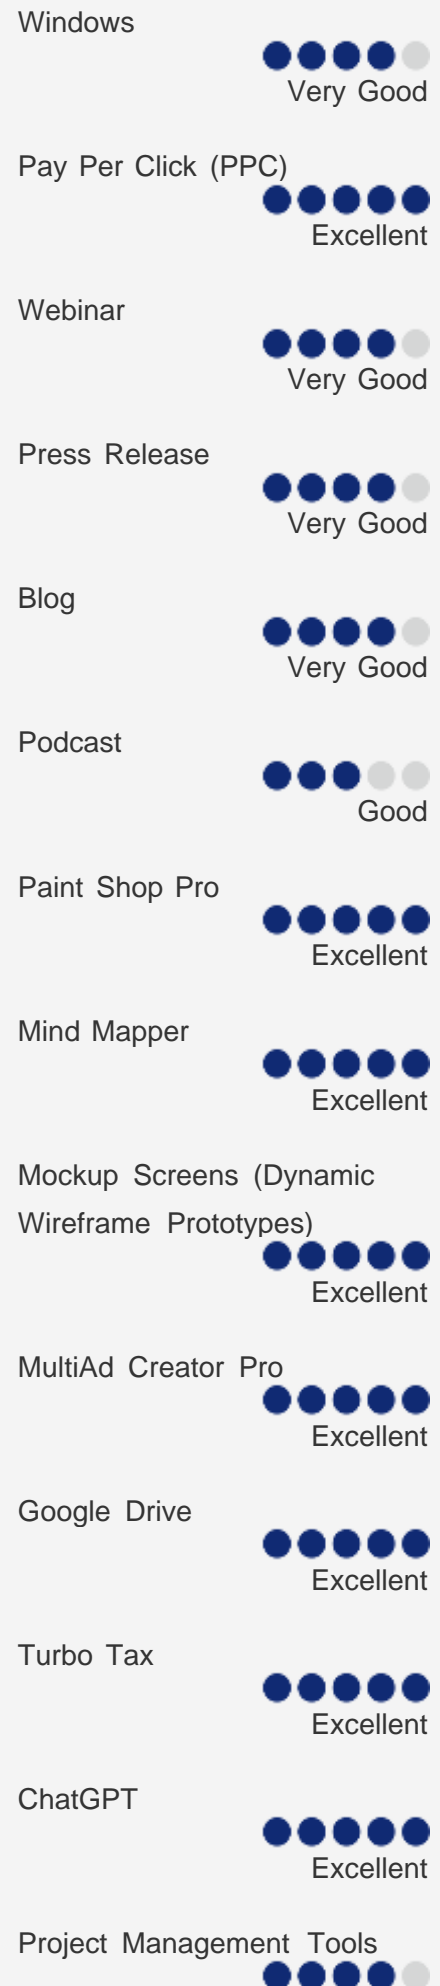 Windows
Very Good
Pay Per Click (PPC)
Excellent
Webinar
Very Good
Press Release
Very Good
Blog
Very Good
Podcast
Good
Paint Shop Pro
Excellent
Mind Mapper
Excellent
Mockup Screens (Dynamic
Wireframe Prototypes)
Excellent
MultiAd Creator Pro
Excellent
Google Drive
Excellent
Turbo Tax
Excellent
ChatGPT
Excellent
Project Management Tools